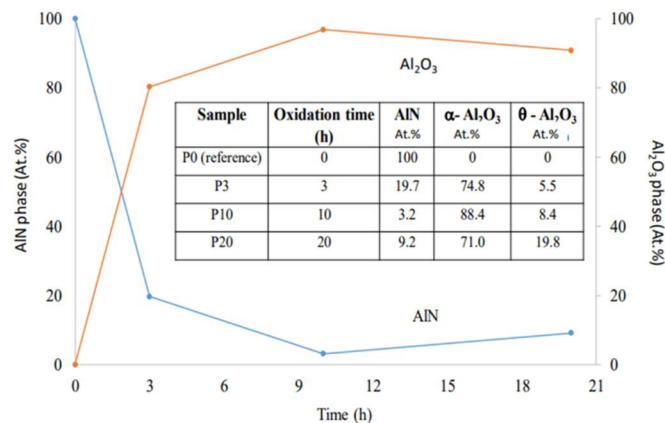 100
80
60
40
20
0
AlN phase (At.%)
Al₂O₃
Sample Oxidation time (h) AlN At.% α- Al₂O₃ At.% θ - Al₂O₃ At.%
P0 (reference) 0 100 0 0
P3 3 19.7 74.8 5.5
P10 10 3.2 88.4 8.4
P20 20 9.2 71.0 19.8
AlN
100
80
60
40
20
0
Al₂O₃ phase (At.%)
0 3 6 9 12 15 18 21
Time (h)